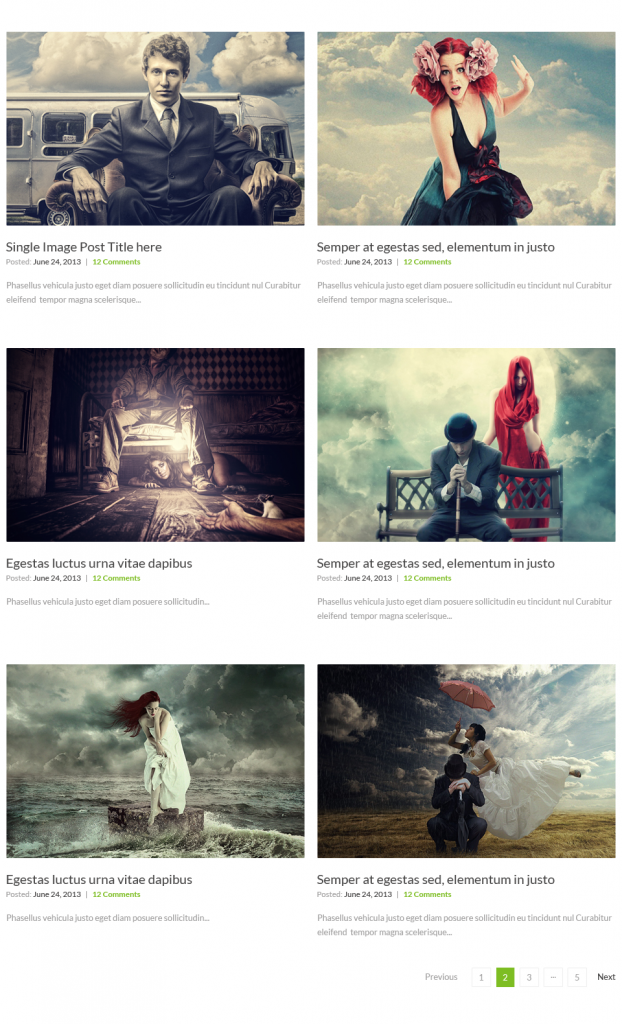 Single Image Post Title here
Posted: June 24, 2013 | 12 Comments
Phasellus vehicula justo eget diam posuere sollicitudin eu tincidunt nul Curabitur
eleifend tempor magna scelerisque...
Semper at egestas sed, elementum in justo
Posted: June 24, 2013 | 12 Comments
Phasellus vehicula justo eget diam posuere sollicitudin eu tincidunt nul Curabitur
eleifend tempor magna scelerisque...
Egestas luctus urna vitae dapibus
Posted: June 24, 2013 | 12 Comments
Phasellus vehicula justo eget diam posuere sollicitudin...
Semper at egestas sed, elementum in justo
Posted: June 24, 2013 | 12 Comments
Phasellus vehicula justo eget diam posuere sollicitudin eu tincidunt nul Curabitur
eleifend tempor magna scelerisque...
Egestas luctus urna vitae dapibus
Posted: June 24, 2013 | 12 Comments
Phasellus vehicula justo eget diam posuere sollicitudin...
Semper at egestas sed, elementum in justo
Posted: June 24, 2013 | 12 Comments
Phasellus vehicula justo eget diam posuere sollicitudin eu tincidunt nul Curabitur
eleifend tempor magna scelerisque...
Previous 1 2 3 ... 5 Next